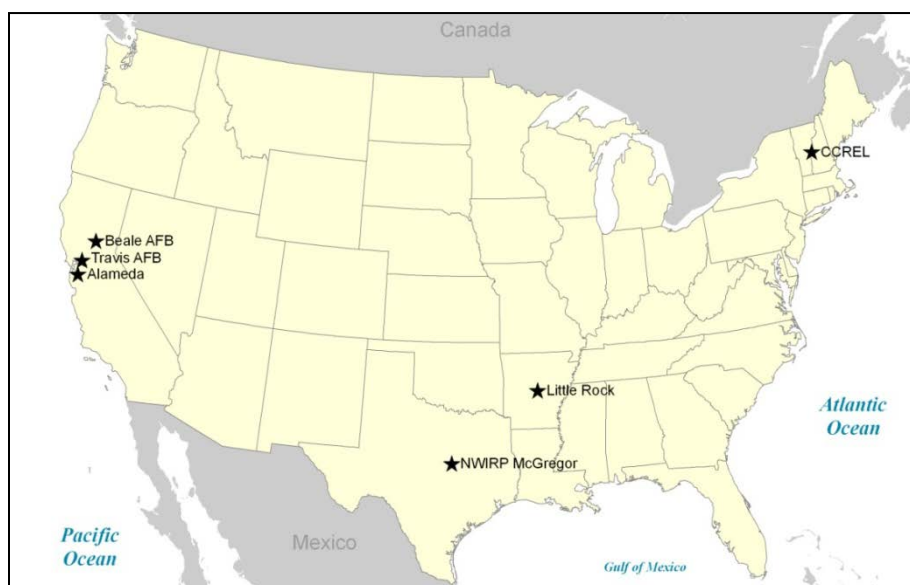 Canada
CCREL
Beale AFB
Travis AFB
Alameda
Little Rock
Atlantic
Ocean
NWIRP McGregor
Pacific
Ocean
Mexico
Gulf of Mexico